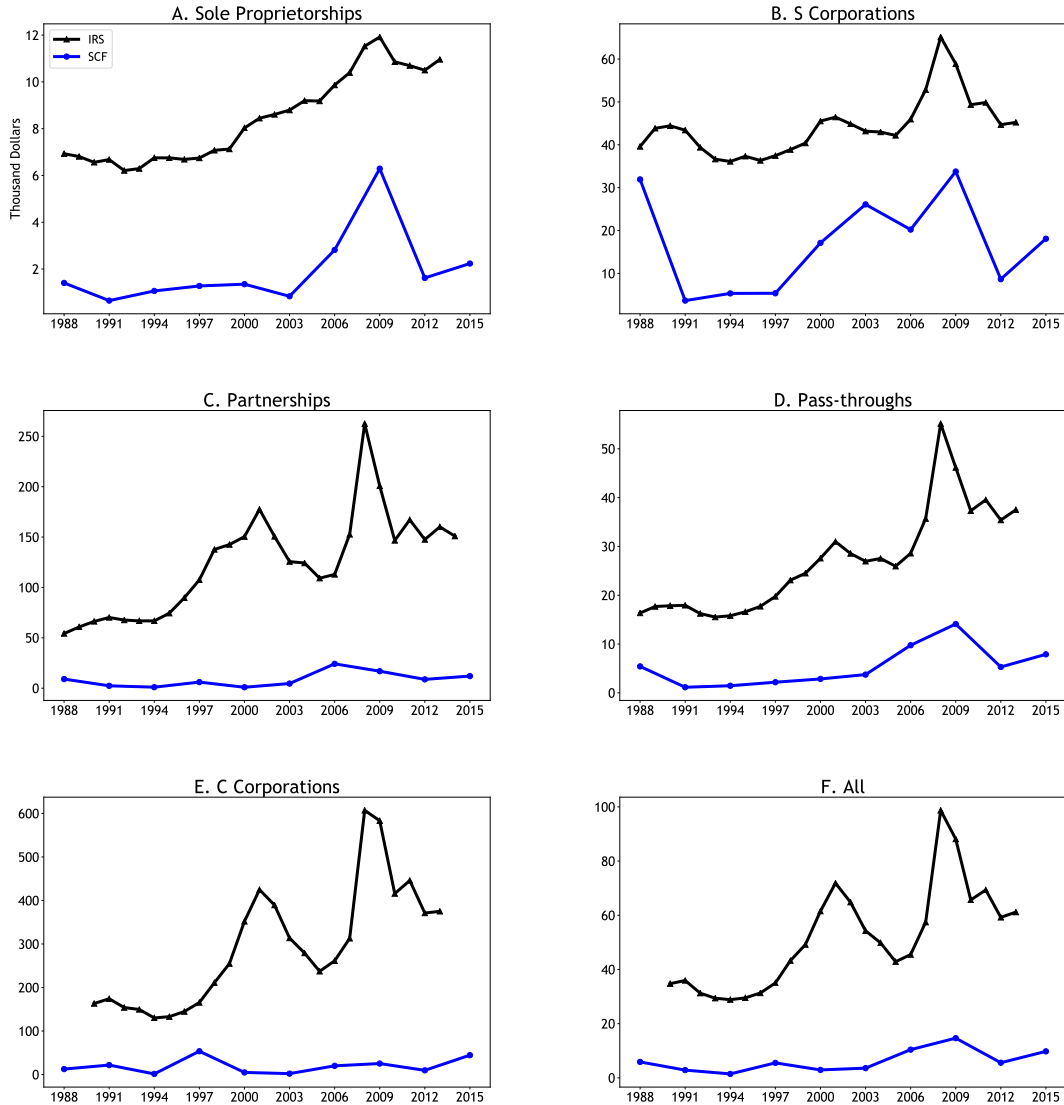 A. Sole Proprietorships
IRS
SCF
Thousand Dollars
12
10
8
6
4
2
1988 1991 1994 1997 2000 2003 2006 2009 2012 2015
B. S Corporations
60
50
40
30
20
10
1988 1991 1994 1997 2000 2003 2006 2009 2012 2015
C. Partnerships
250
200
150
100
50
0
1988 1991 1994 1997 2000 2003 2006 2009 2012 2015
D. Pass-throughs
50
40
30
20
10
0
1988 1991 1994 1997 2000 2003 2006 2009 2012 2015
E. C Corporations
600
500
400
300
200
100
0
1988 1991 1994 1997 2000 2003 2006 2009 2012 2015
F. All
100
80
60
40
20
0
1988 1991 1994 1997 2000 2003 2006 2009 2012 2015